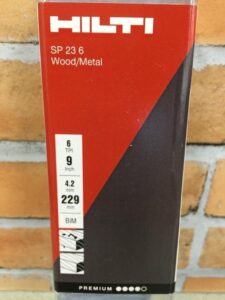 HILTI
SP 23 6
Wood/Metal
6
TPI
9
Inch
4.2
mm
229
mm
BiM
PREMIUM